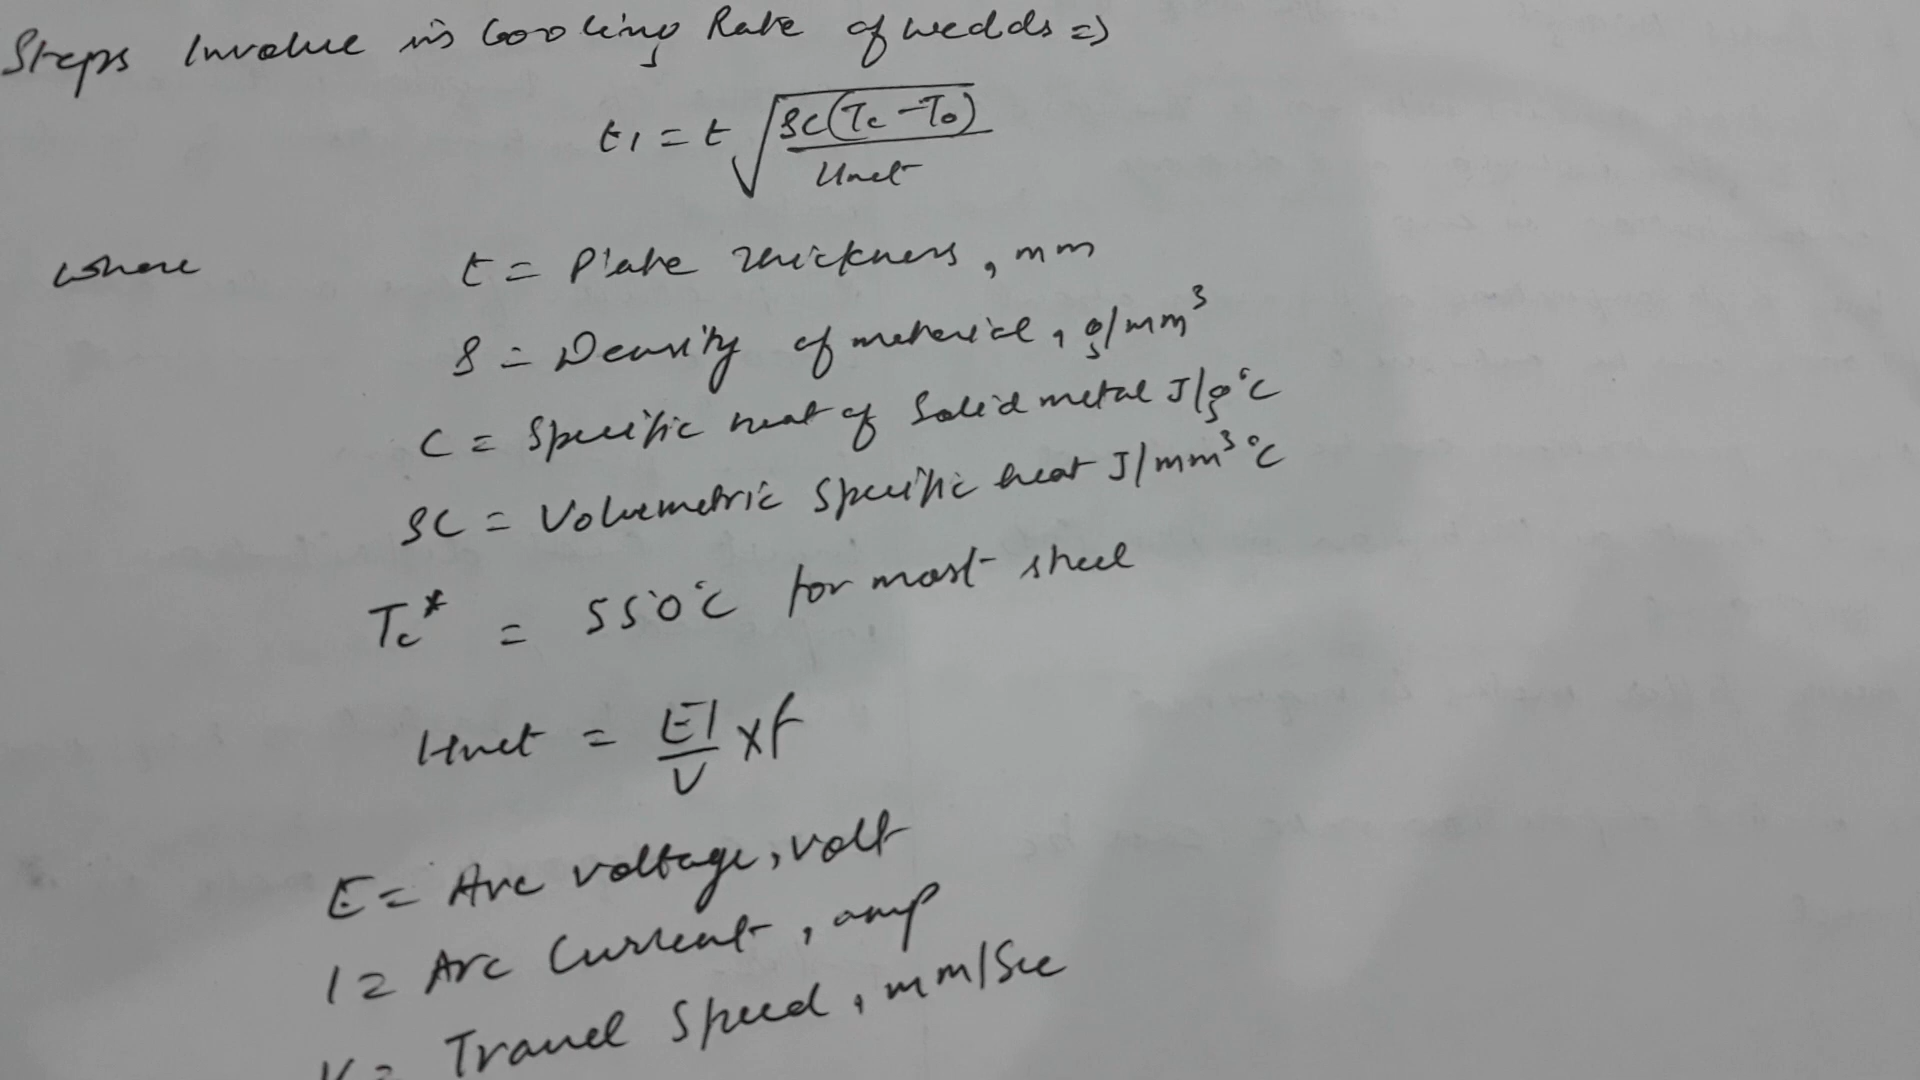 Steps Involve in Cooling Rate of welds ⇒
t1 = t √(ρC(Tc - To) / Hnet)
where t = Plate thickness, mm
ρ = Density of material, g/mm³
C = Specific heat of Solid metal J/g°C
ρC = Volumetric Specific heat J/mm³°C
Tc* = 550°C for most steel
Hnet = EI/V x f
E = Arc voltage, volt
I = Arc Current, amp
V = Travel Speed, mm/Sec